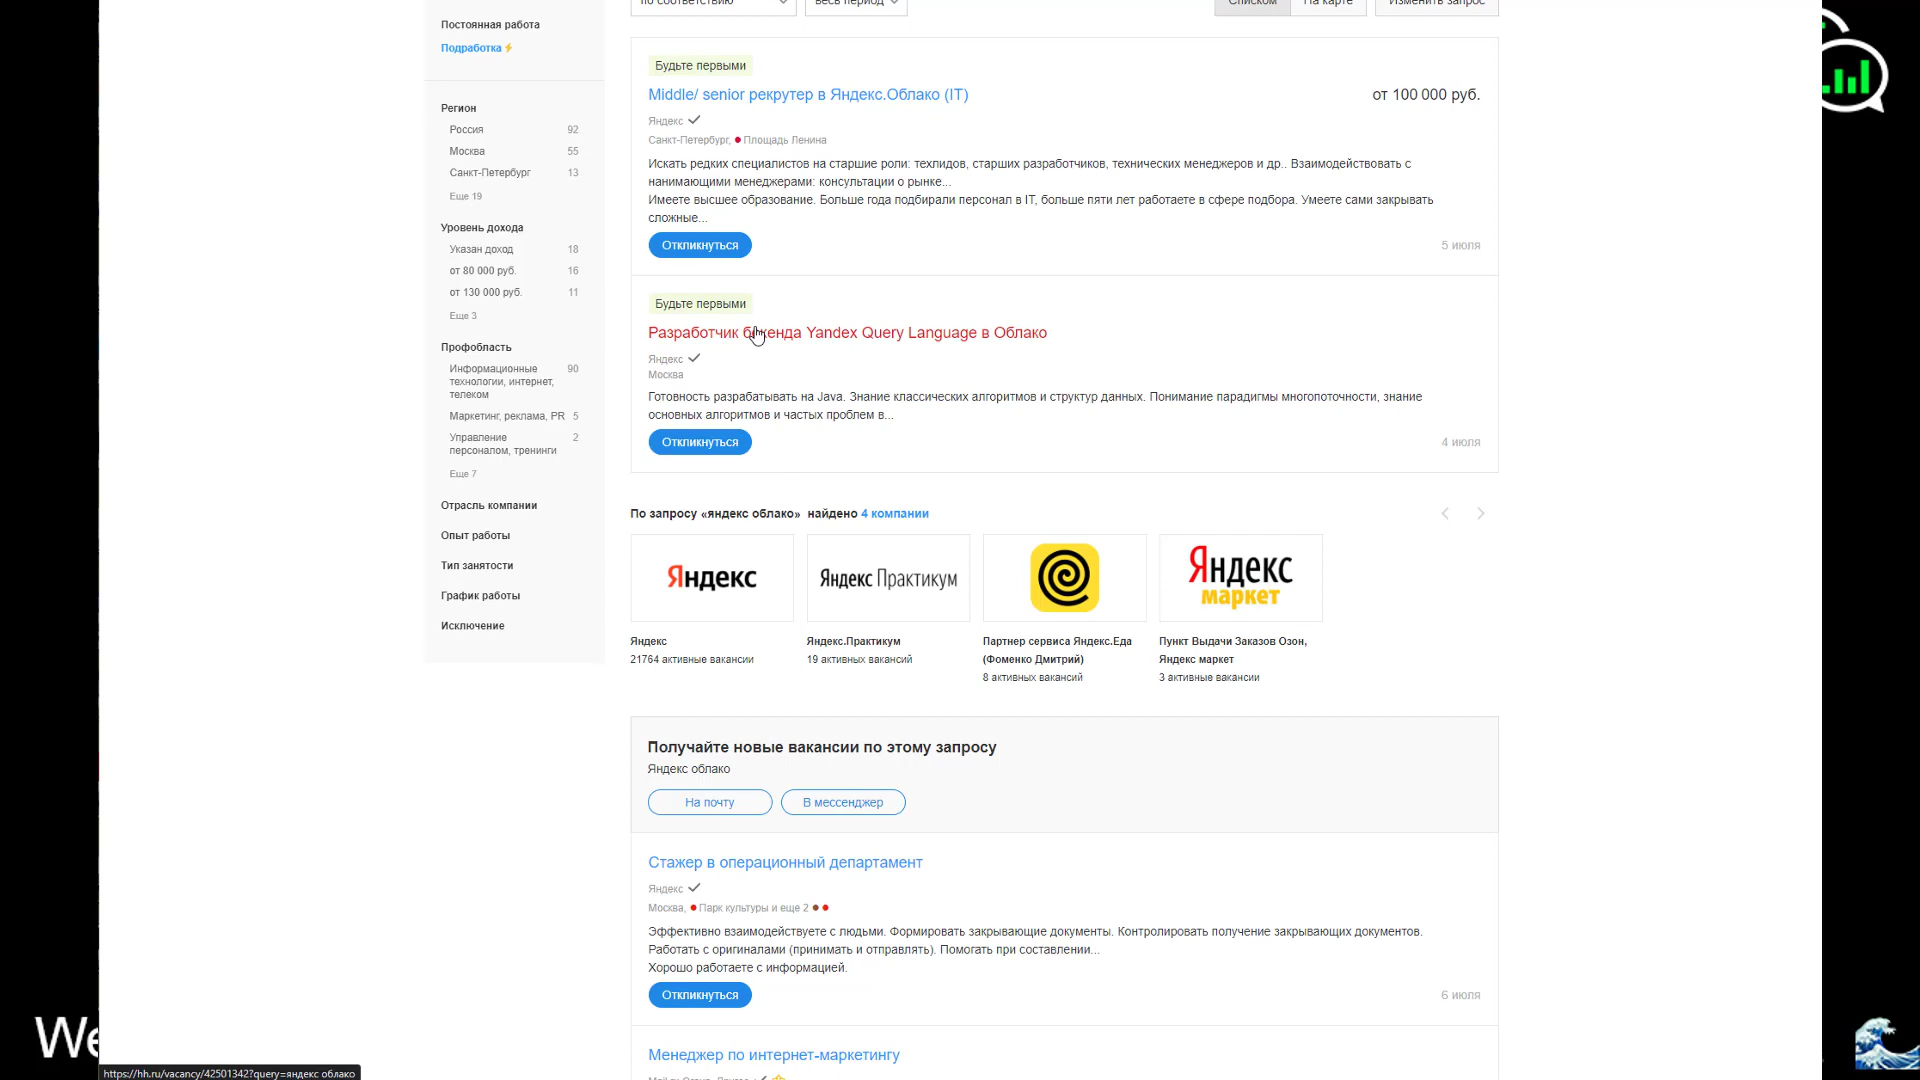 по соответствию
весь период
Списком
На карте
Изменить запрос
Постоянная работа
Подработка
Регион
Россия 92
Москва 55
Санкт-Петербург 13
Еще 19
Уровень дохода
Указан доход 18
от 80 000 руб. 16
от 130 000 руб. 11
Еще 3
Профобласть
Информационные 90
технологии, интернет,
телеком
Маркетинг, реклама, PR 5
Управление 2
персоналом, тренинги
Еще 7
Отрасль компании
Опыт работы
Тип занятости
График работы
Исключение
Будьте первыми
Middle/ senior рекрутер в Яндекс.Облако (IT)
от 100 000 руб.
Яндекс
Санкт-Петербург, Площадь Ленина
Искать редких специалистов на старшие роли: техлидов, старших разработчиков, технических менеджеров и др.. Взаимодействовать с
нанимающими менеджерами: консультации о рынке...
Имеете высшее образование. Больше года подбирали персонал в IT, больше пяти лет работаете в сфере подбора. Умеете сами закрывать
сложные...
Откликнуться
5 июля
Будьте первыми
Разработчик бэкенда Yandex Query Language в Облако
Яндекс
Москва
Готовность разрабатывать на Java. Знание классических алгоритмов и структур данных. Понимание парадигмы многопоточности, знание
основных алгоритмов и частых проблем в...
Откликнуться
4 июля
По запросу «яндекс облако» найдено 4 компании
Яндекс
Яндекс Практикум
Яндекс
маркет
Яндекс
21764 активные вакансии
Яндекс.Практикум
19 активных вакансий
Партнер сервиса Яндекс.Еда
(Фоменко Дмитрий)
8 активных вакансий
Пункт Выдачи Заказов Озон,
Яндекс маркет
3 активные вакансии
Получайте новые вакансии по этому запросу
Яндекс облако
На почту
В мессенджер
Стажер в операционный департамент
Яндекс
Москва, Парк культуры и еще 2
Эффективно взаимодействуете с людьми. Формировать закрывающие документы. Контролировать получение закрывающих документов.
Работать с оригиналами (принимать и отправлять). Помогать при составлении...
Хорошо работаете с информацией.
Откликнуться
6 июля
Менеджер по интернет-маркетингу
We
https://hh.ru/vacancy/42501342?query=яндекс облако